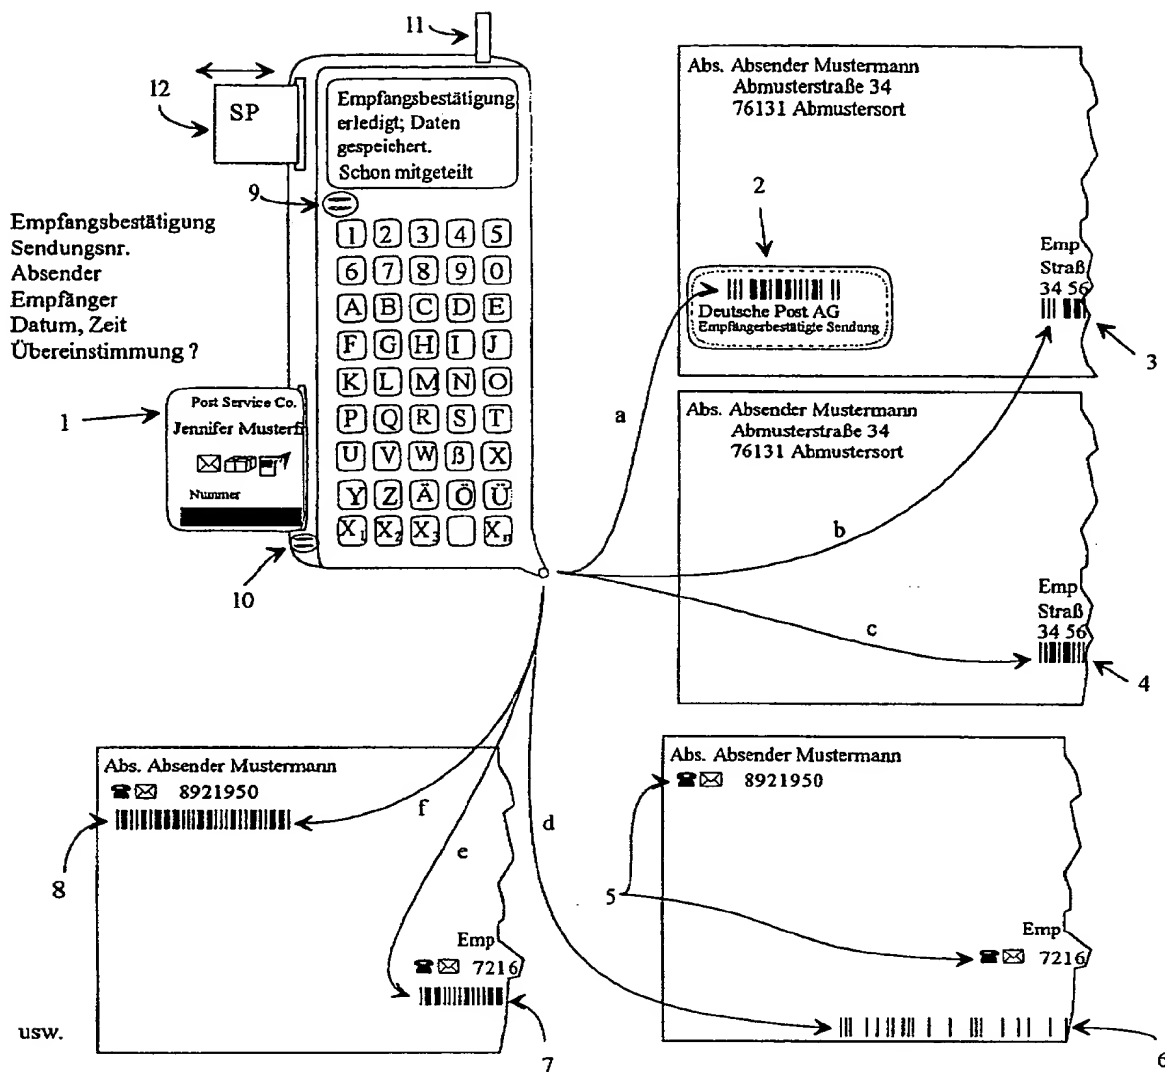 11
12
SP
Empfangsbestätigung
erledigt; Daten
gespeichert.
Schon mitgeteilt
9
Empfangsbestätigung
Sendungsnr.
Absender
Empfänger
Datum, Zeit
Übereinstimmung ?
1 2 3 4 5
6 7 8 9 0
A B C D E
F G H I J
K L M N O
P Q R S T
U V W ß X
Y Z Ä Ö Ü
X1 X2 X3 Xn
1
Post Service Co.
Jennifer Musterfr
Nummer
10
Abs. Absender Mustermann
Abmusterstraße 34
76131 Abmustersort
2
Deutsche Post AG
Empfängerbestätigte Sendung
Emp
Straß
34 56
3
a
b
c
Abs. Absender Mustermann
Abmusterstraße 34
76131 Abmustersort
Emp
Straß
34 56
4
Abs. Absender Mustermann
8921950
8
f
e
d
Emp
7216
7
usw.
Abs. Absender Mustermann
8921950
5
Emp
7216
6